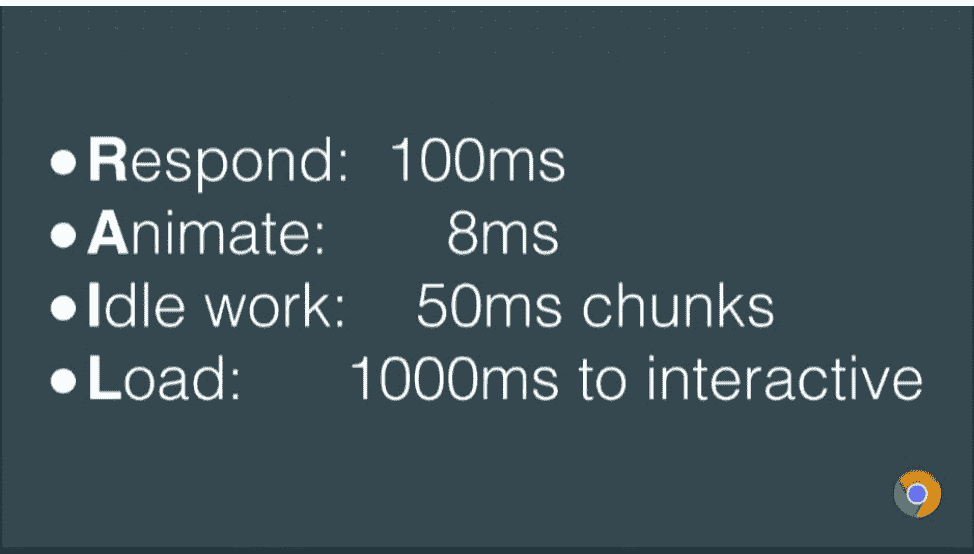 ● Respond: 100ms
● Animate: 8ms
● Idle work: 50ms chunks
● Load: 1000ms to interactive